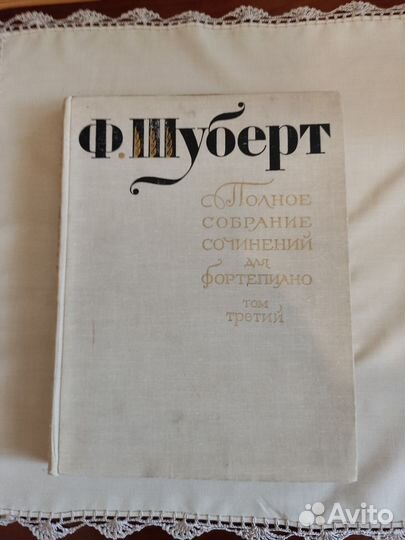 Ф. Шуберт
Полное
собрание
сочинений
для
фортепиано
том
третий
Avito